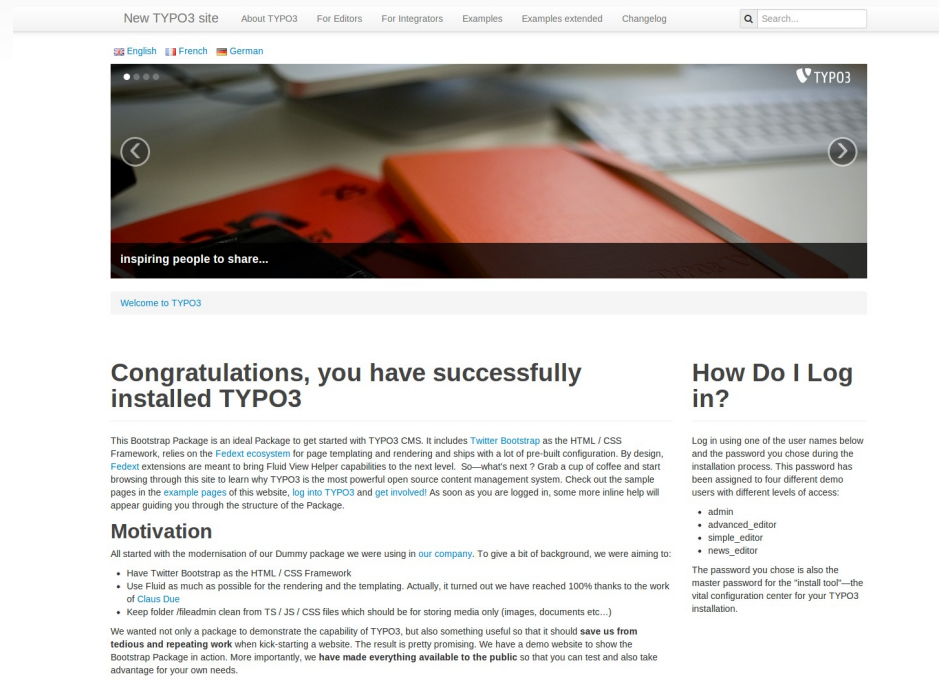 New TYPO3 site
About TYPO3
For Editors
For Integrators
Examples
Examples extended
Changelog
Search...
English French German
TYPO3
inspiring people to share...
Welcome to TYPO3
Congratulations, you have successfully
installed TYPO3
This Bootstrap Package is an ideal Package to get started with TYPO3 CMS. It includes Twitter Bootstrap as the HTML / CSS
Framework, relies on the Fedext ecosystem for page templating and rendering and ships with a lot of pre-built configuration. By design,
Fedext extensions are meant to bring Fluid View Helper capabilities to the next level.  So—what's next ? Grab a cup of coffee and start
browsing through this site to learn why TYPO3 is the most powerful open source content management system. Check out the sample
pages in the example pages of this website, log into TYPO3 and get involved! As soon as you are logged in, some more inline help will
appear guiding you through the structure of the Package.
Motivation
All started with the modernisation of our Dummy package we were using in our company. To give a bit of background, we were aiming to:
• Have Twitter Bootstrap as the HTML / CSS Framework
• Use Fluid as much as possible for the rendering and the templating. Actually, it turned out we have reached 100% thanks to the work
of Claus Due
• Keep folder /fileadmin clean from TS / JS / CSS files which should be for storing media only (images, documents etc…)
We wanted not only a package to demonstrate the capability of TYPO3, but also something useful so that it should save us from
tedious and repeating work when kick-starting a website. The result is pretty promising. We have a demo website to show the
Bootstrap Package in action. More importantly, we have made everything available to the public so that you can test and also take
advantage for your own needs.
How Do I Log
in?
Log in using one of the user names below
and the password you chose during the
installation process. This password has
been assigned to four different demo
users with different levels of access:
• admin
• advanced_editor
• simple_editor
• news_editor
The password you chose is also the
master password for the "install tool"—the
vital configuration center for your TYPO3
installation.